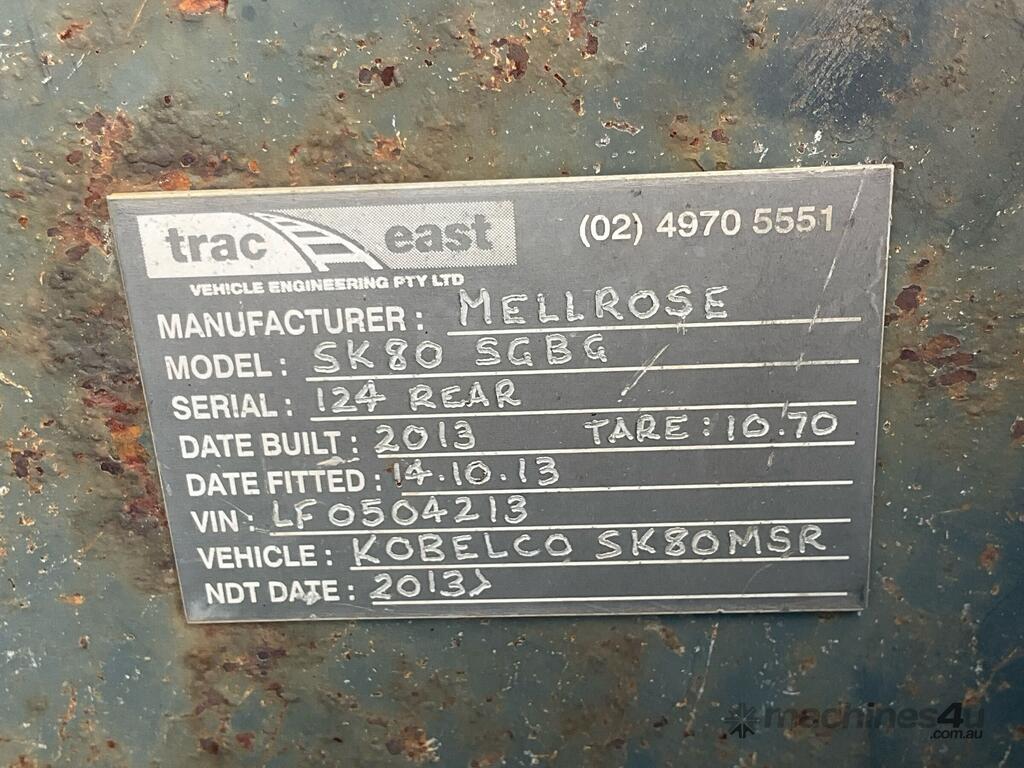 trac east
(02) 4970 5551
VEHICLE ENGINEERING PTY LTD
MANUFACTURER: MELLROSE
MODEL: SK80 SGBG
SERIAL: 124 REAR
DATE BUILT: 2013 TARE: 10.70
DATE FITTED: 14.10.13
VIN: LF0504213
VEHICLE: KOBELCO SK80MSR
NDT DATE: 2013>
machines4u
.com.au